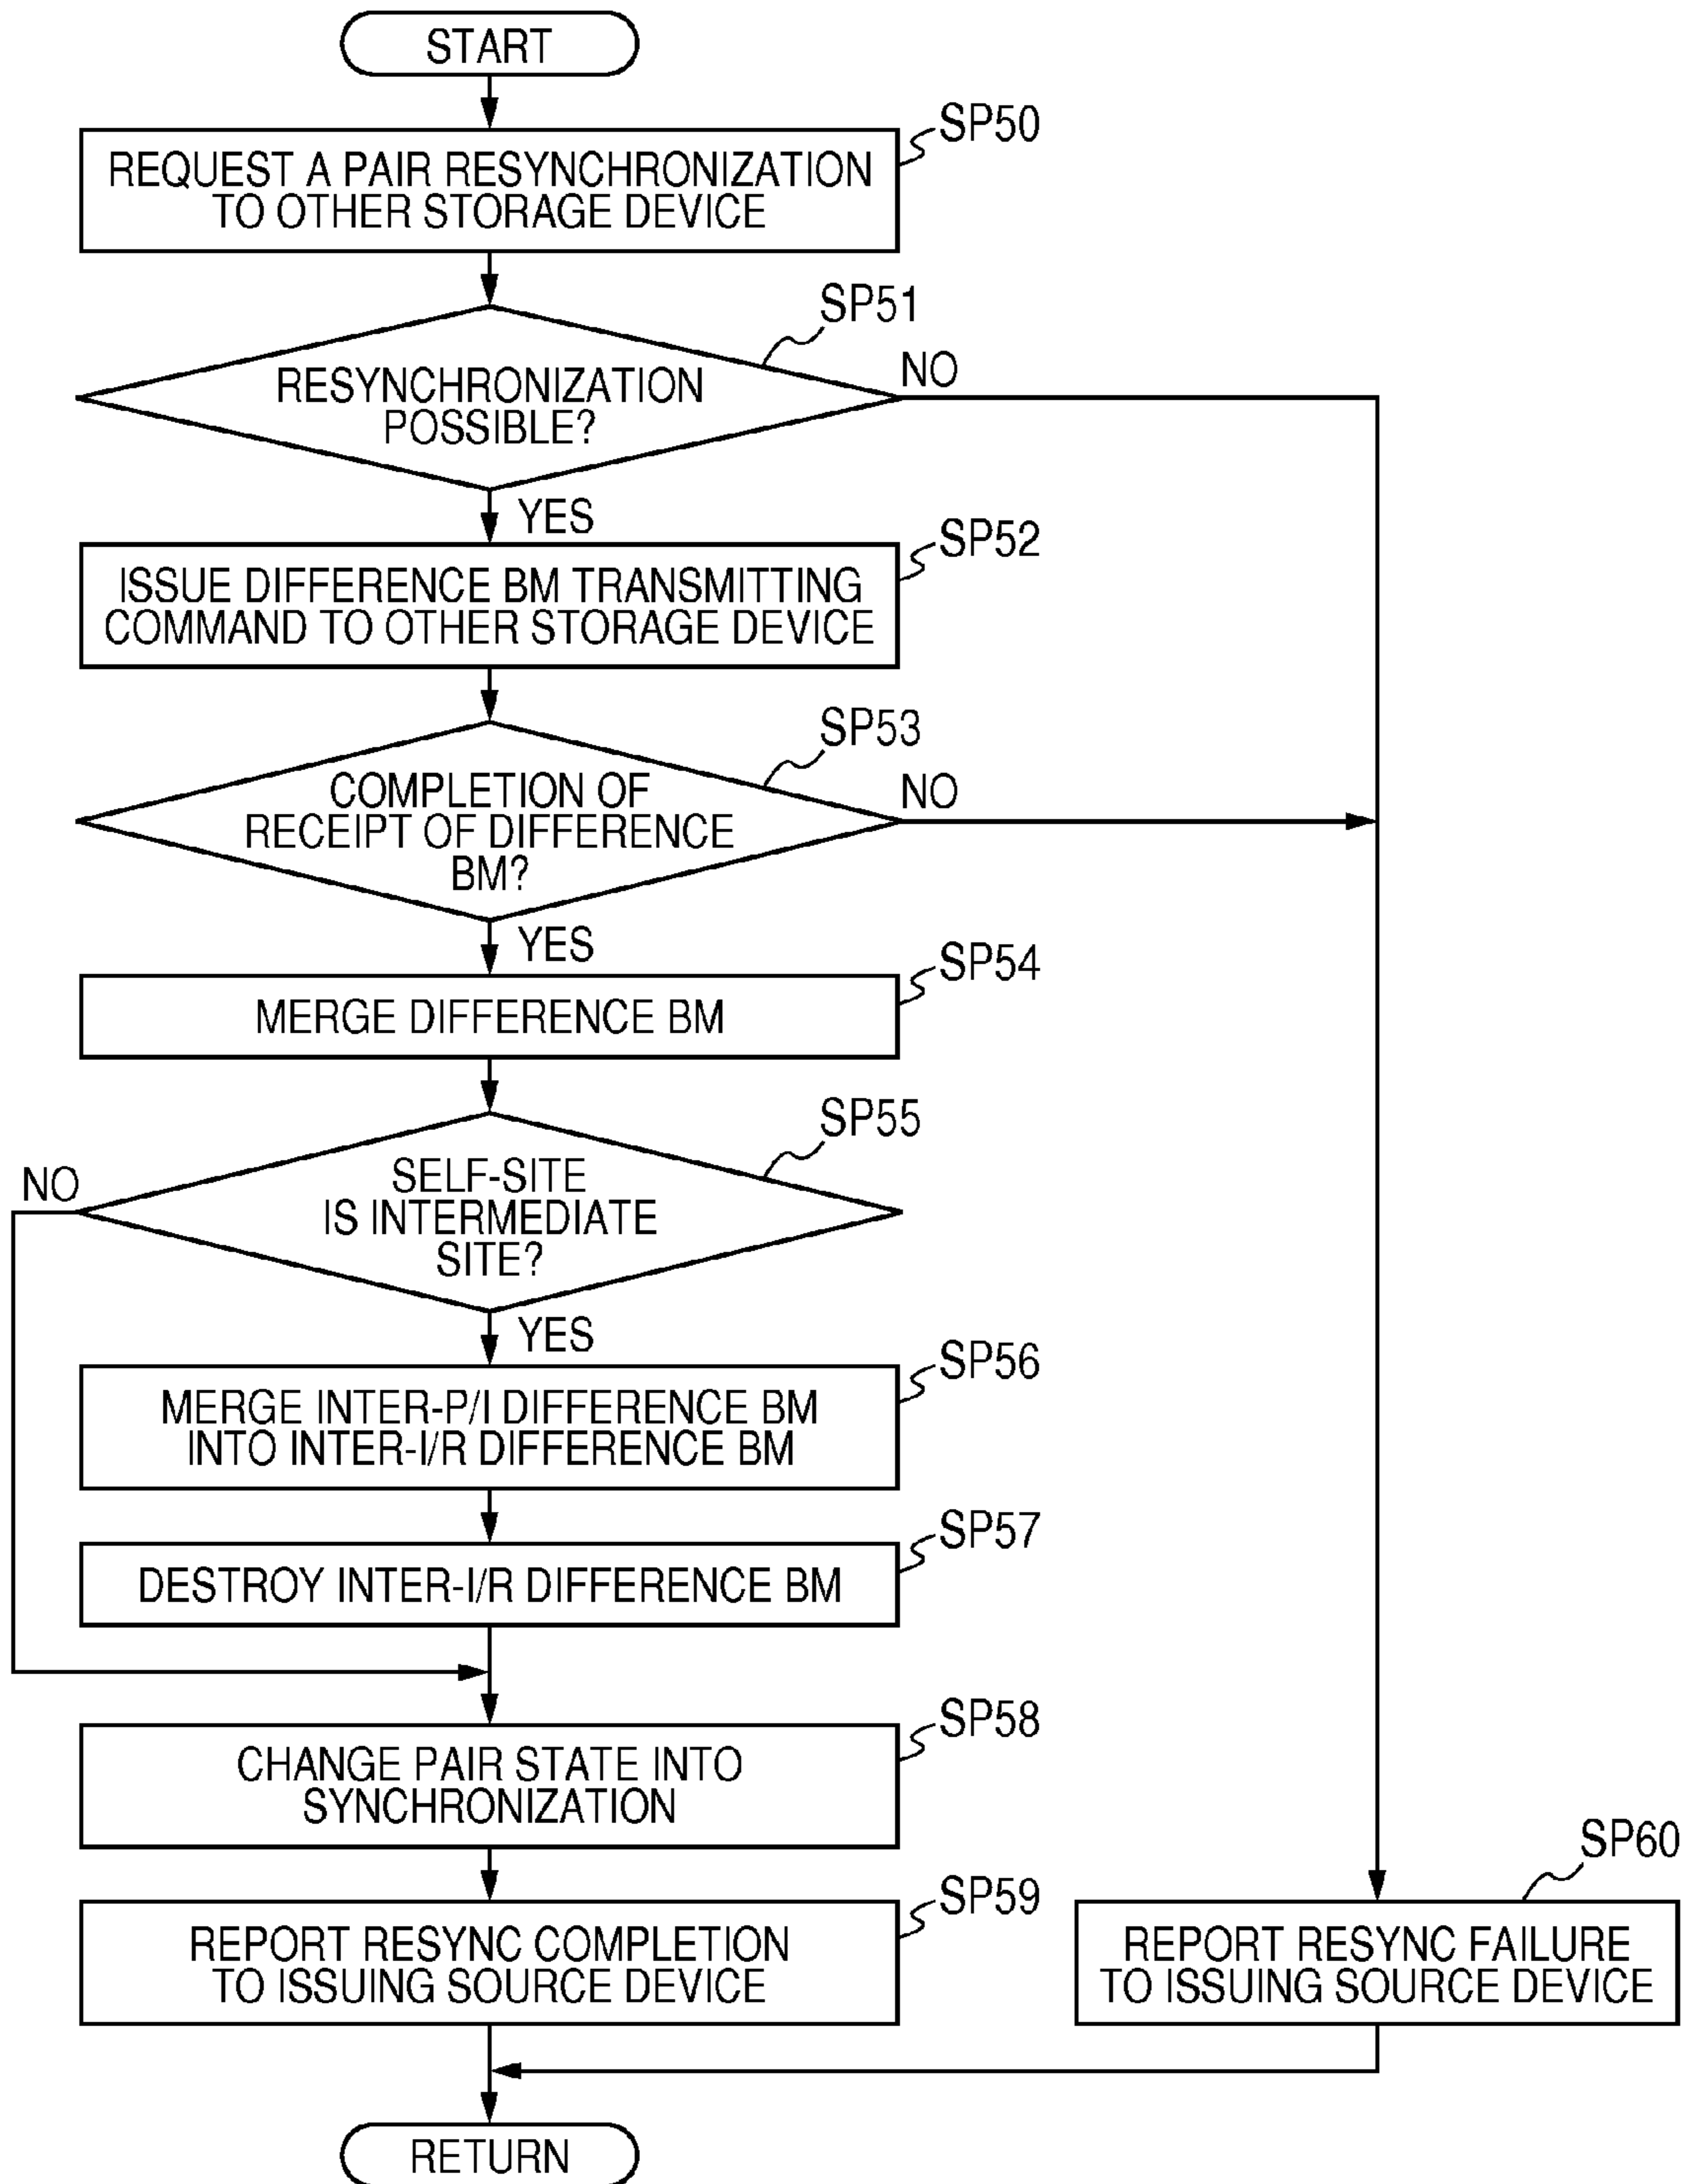 START
SP50
REQUEST A PAIR RESYNCHRONIZATION
TO OTHER STORAGE DEVICE
SP51
RESYNCHRONIZATION
POSSIBLE?
NO
YES
SP52
ISSUE DIFFERENCE BM TRANSMITTING
COMMAND TO OTHER STORAGE DEVICE
SP53
COMPLETION OF
RECEIPT OF DIFFERENCE
BM?
NO
YES
SP54
MERGE DIFFERENCE BM
SP55
SELF-SITE
IS INTERMEDIATE
SITE?
NO
YES
SP56
MERGE INTER-P/I DIFFERENCE BM
INTO INTER-I/R DIFFERENCE BM
SP57
DESTROY INTER-I/R DIFFERENCE BM
SP58
CHANGE PAIR STATE INTO
SYNCHRONIZATION
SP59
REPORT RESYNC COMPLETION
TO ISSUING SOURCE DEVICE
SP60
REPORT RESYNC FAILURE
TO ISSUING SOURCE DEVICE
RETURN